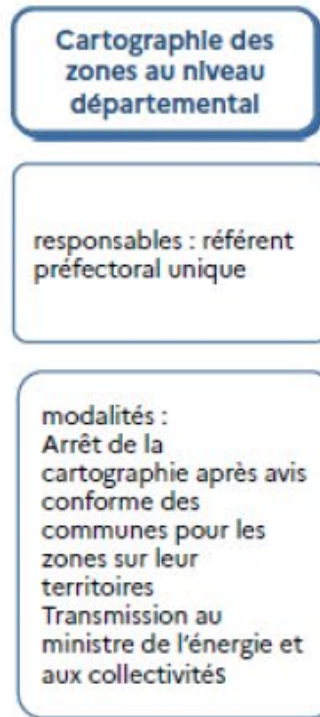 Cartographie des
zones au niveau
départemental
responsables : référent
préfectoral unique
modalités :
Arrêt de la
cartographie après avis
conforme des
communes pour les
zones sur leur
territoires
Transmission au
ministre de l'énergie et
aux collectivités